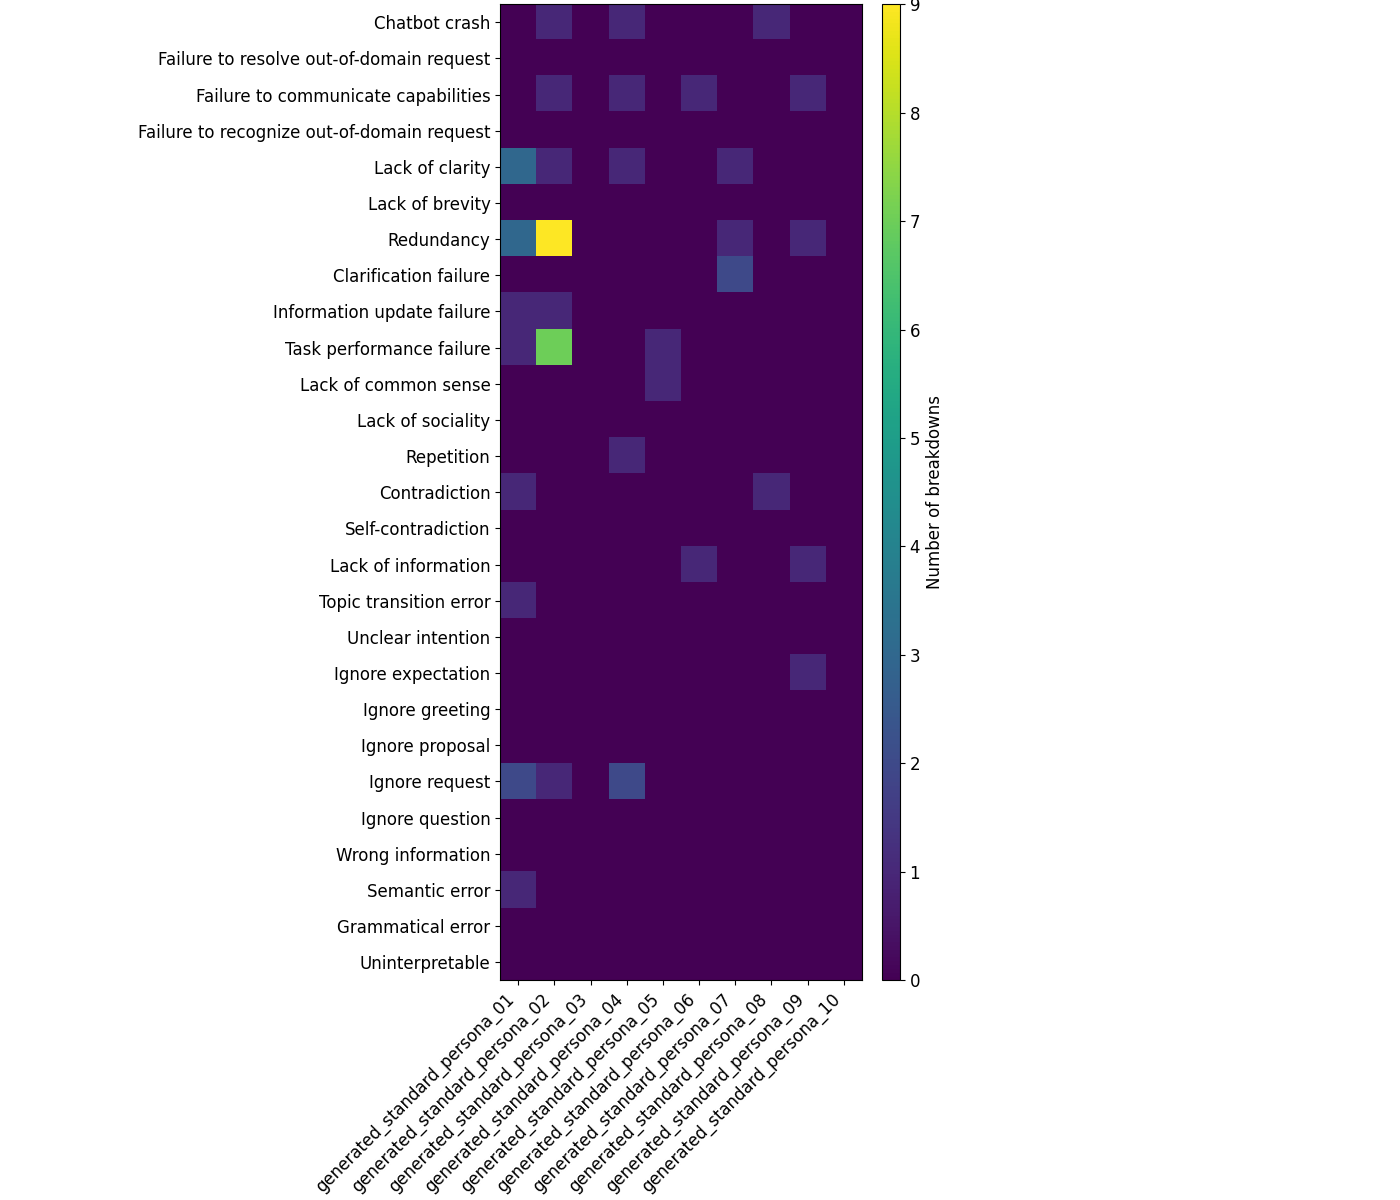 Chatbot crash
Failure to resolve out-of-domain request
Failure to communicate capabilities
Failure to recognize out-of-domain request
Lack of clarity
Lack of brevity
Redundancy
Clarification failure
Information update failure
Task performance failure
Lack of common sense
Lack of sociality
Repetition
Contradiction
Self-contradiction
Lack of information
Topic transition error
Unclear intention
Ignore expectation
Ignore greeting
Ignore proposal
Ignore request
Ignore question
Wrong information
Semantic error
Grammatical error
Uninterpretable
generated_standard_persona_01
generated_standard_persona_02
generated_standard_persona_03
generated_standard_persona_04
generated_standard_persona_05
generated_standard_persona_06
generated_standard_persona_07
generated_standard_persona_08
generated_standard_persona_09
generated_standard_persona_10
9
8
7
6
5
4
3
2
1
0
Number of breakdowns